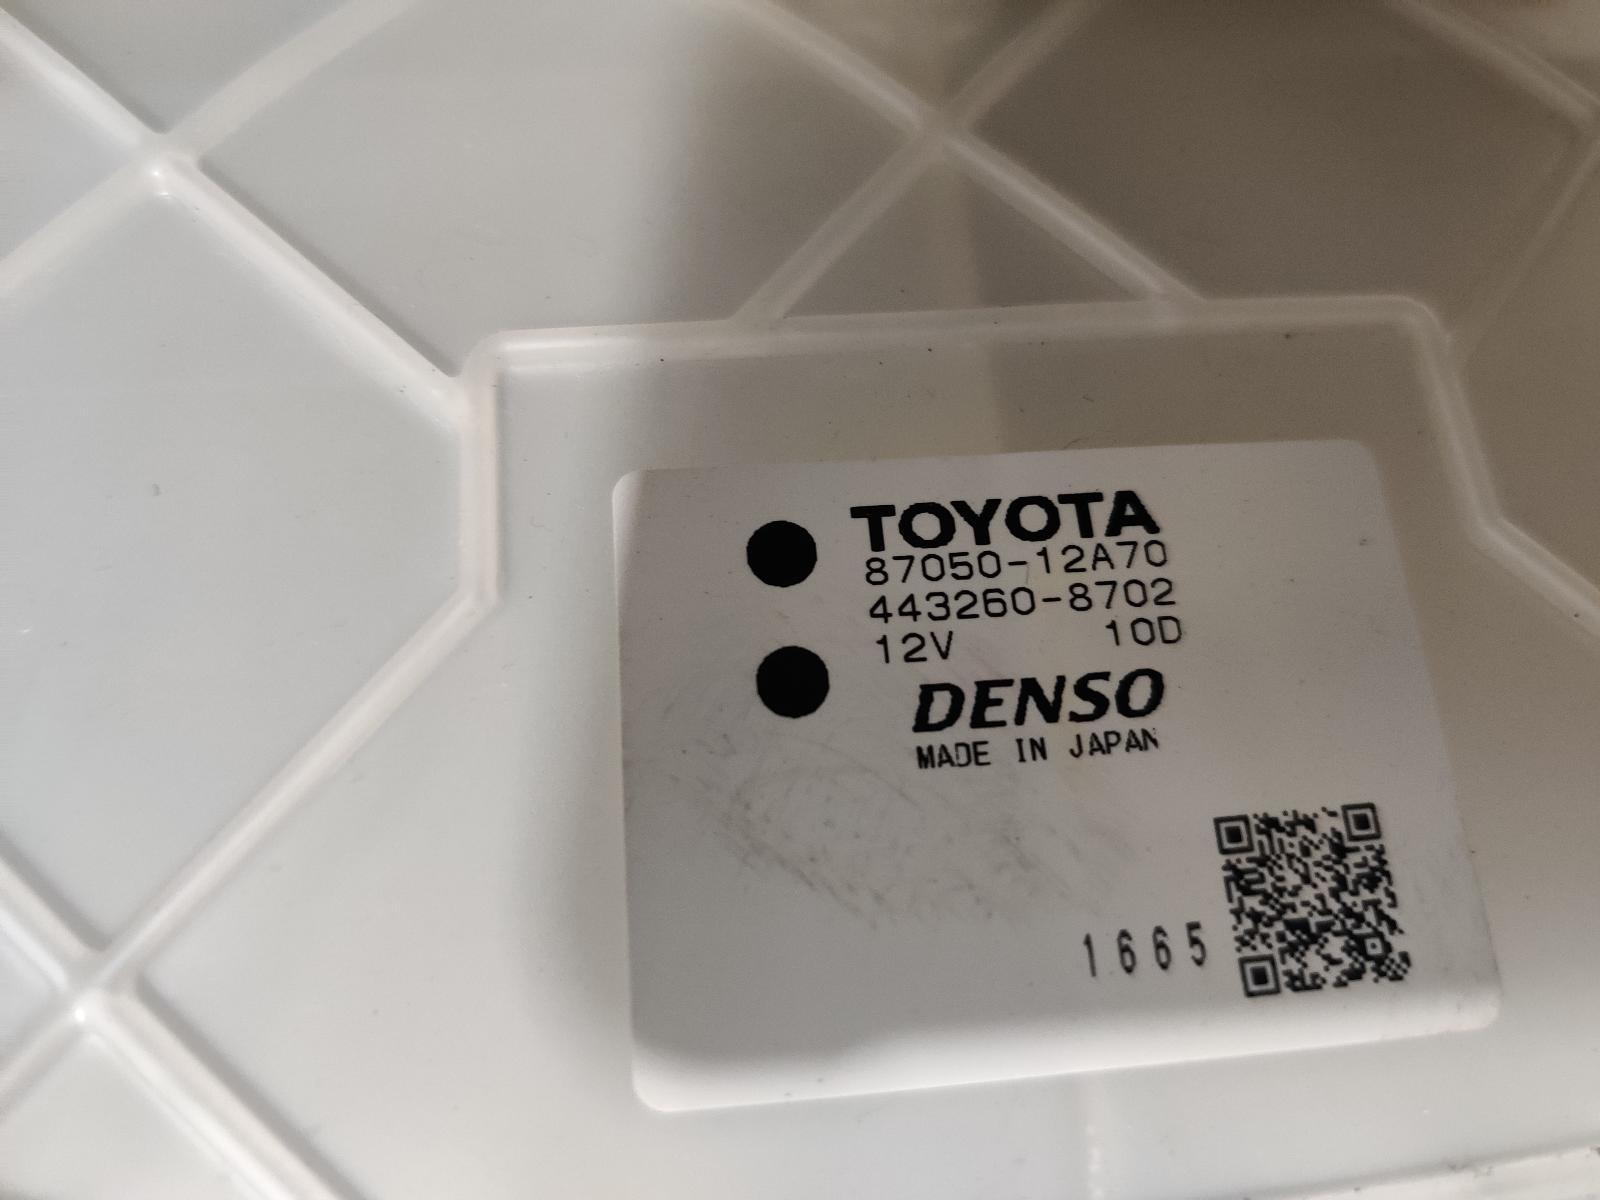 TOYOTA
87050-12A70
443260-8702
12V 10D
DENSO
MADE IN JAPAN
1665